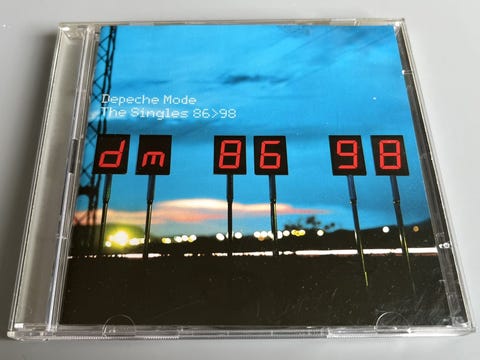 Depeche Mode
The Singles 86>98
dm 86 98